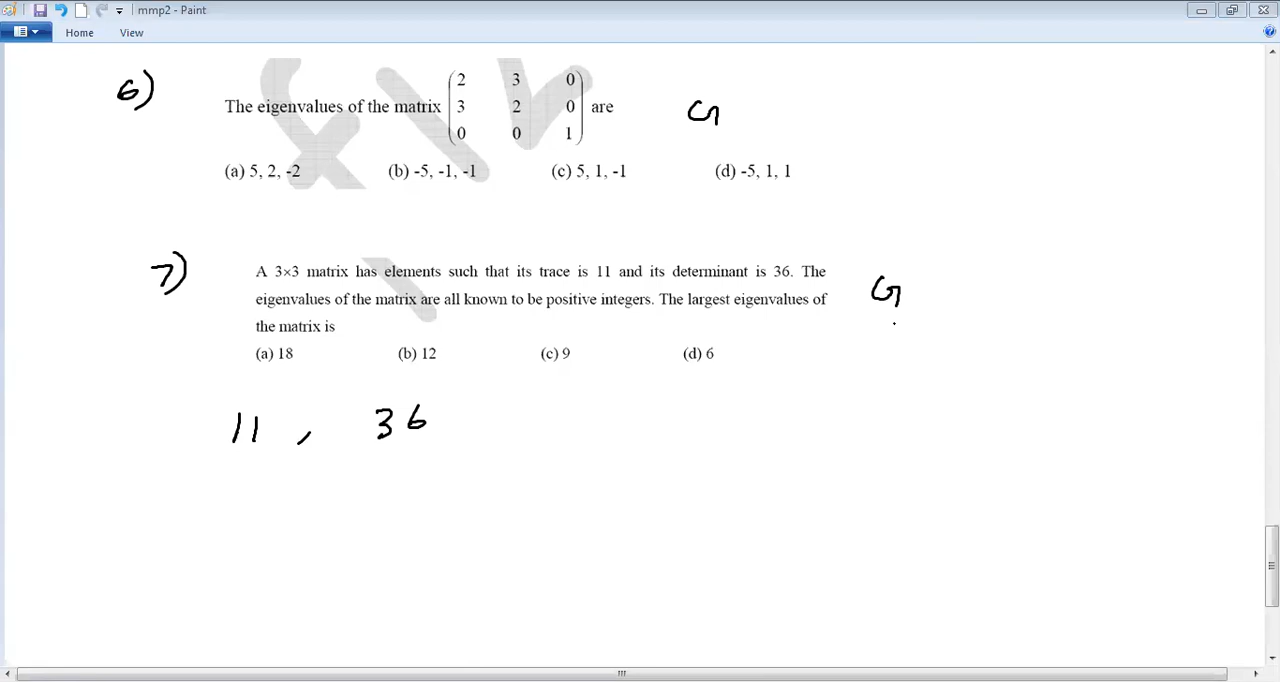 mmp2 - Paint
Home View
6)
The eigenvalues of the matrix (2 3 0
3 2 0
0 0 1) are
G
(a) 5, 2, -2 (b) -5, -1, -1 (c) 5, 1, -1 (d) -5, 1, 1
7)
A 3×3 matrix has elements such that its trace is 11 and its determinant is 36. The
eigenvalues of the matrix are all known to be positive integers. The largest eigenvalues of
the matrix is
G
(a) 18 (b) 12 (c) 9 (d) 6
11 , 36